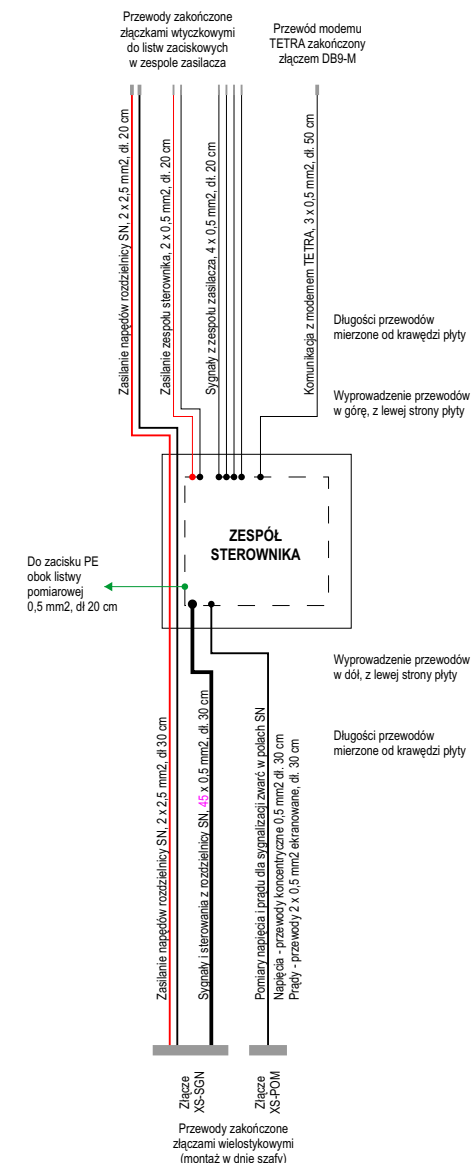 Przewody zakończone
złączkami wtyczkowymi
do listw zaciskowych
w zespole zasilacza
Przewód modemu
TETRA zakończony
złączem DB9-M
Zasilanie napędów rozdzielnicy SN, 2 x 2,5 mm2, dł. 20 cm
Zasilanie zespołu sterownika, 2 x 0,5 mm2, dł. 20 cm
Sygnały z zespołu zasilacza, 4 x 0,5 mm2, dł. 20 cm
Komunikacja z modemem TETRA, 3 x 0,5 mm2, dł. 50 cm
Długości przewodów
mierzone od krawędzi płyty
Wyprowadzenie przewodów
w górę, z lewej strony płyty
ZESPÓŁ
STEROWNIKA
Do zacisku PE
obok listwy
pomiarowej
0,5 mm2, dł 20 cm
Wyprowadzenie przewodów
w dół, z lewej strony płyty
Długości przewodów
mierzone od krawędzi płyty
Zasilanie napędów rozdzielnicy SN, 2 x 2,5 mm2, dł 30 cm
Sygnały i sterowania z rozdzielnicy SN, 45 x 0,5 mm2, dł. 30 cm
Pomiary napięcia i prądu dla sygnalizacji zwarć w polach SN
Napięcia - przewody koncentryczne 0,5 mm2 dł. 30 cm
Prądy - przewody 2 x 0,5 mm2 ekranowane, dł. 30 cm
Złącze
XS-SGN
Złącze
XS-POM
Przewody zakończone
złączami wielostykowymi
(montaż w dnie szafy)